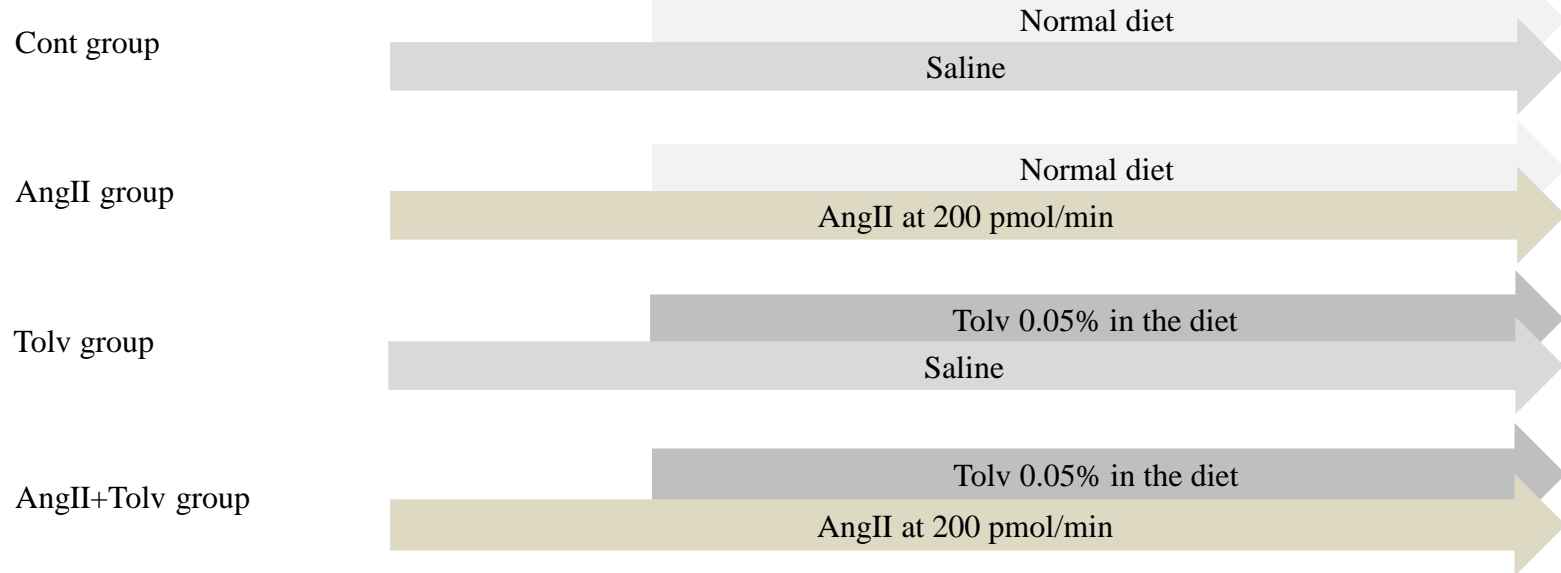 Normal diet
Cont group
Saline
Normal diet
AngII group
AngII at 200 pmol/min
Tolv 0.05% in the diet
Tolv group
Saline
Tolv 0.05% in the diet
AngII+Tolv group
AngII at 200 pmol/min